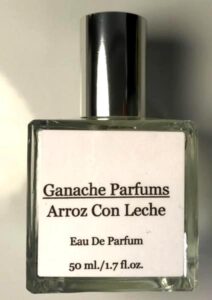 Ganache Parfums
Arroz Con Leche
Eau De Parfum
50 ml./1.7 fl.oz.